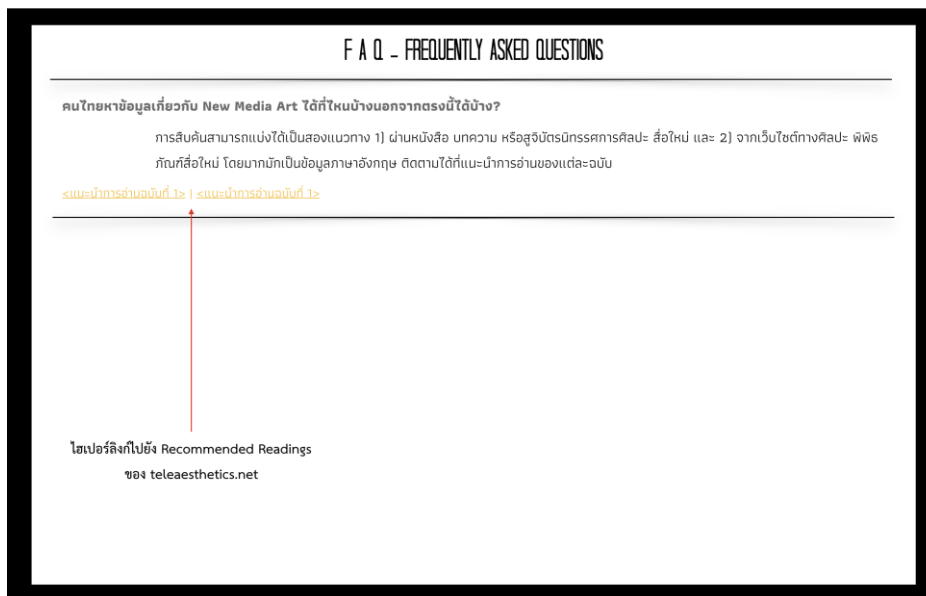 F A Q - FREQUENTLY ASKED QUESTIONS
คนไทยหาข้อมูลเกี่ยวกับ New Media Art ได้ที่ไหนบ้างนอกจากตรงนี้ได้บ้าง?
การสืบค้นสามารถแบ่งได้เป็นสองแนวทาง 1) ผ่านหนังสือ บทความ หรือสูจิบัตรนิทรรศการศิลปะ สื่อใหม่ และ 2) จากเว็บไซต์ทางศิลปะ พิพิธ
ภัณฑ์สื่อใหม่ โดยมากมักเป็นข้อมูลภาษาอังกฤษ ติดตามได้ที่แนะนำการอ่านของแต่ละฉบับ
<แนะนำการอ่านฉบับที่ 1> | <แนะนำการอ่านฉบับที่ 1>
ไฮเปอร์ลิงก์ไปยัง Recommended Readings
ของ teleaesthetics.net